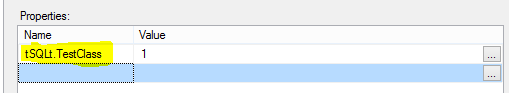 Properties:
Name Value
tSQLt.TestClass 1 ...
...